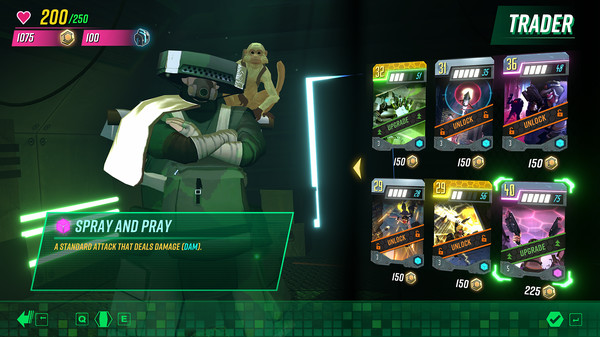 200/250
1075
100
TRADER
32
51
UPGRADE
3
150
31
35
UNLOCK
3
150
36
48
UNLOCK
3
150
29
UNLOCK
3
150
29
56
UNLOCK
3
150
40
75
UPGRADE
5
225
SPRAY AND PRAY
A STANDARD ATTACK THAT DEALS DAMAGE (DAM).
Q
E